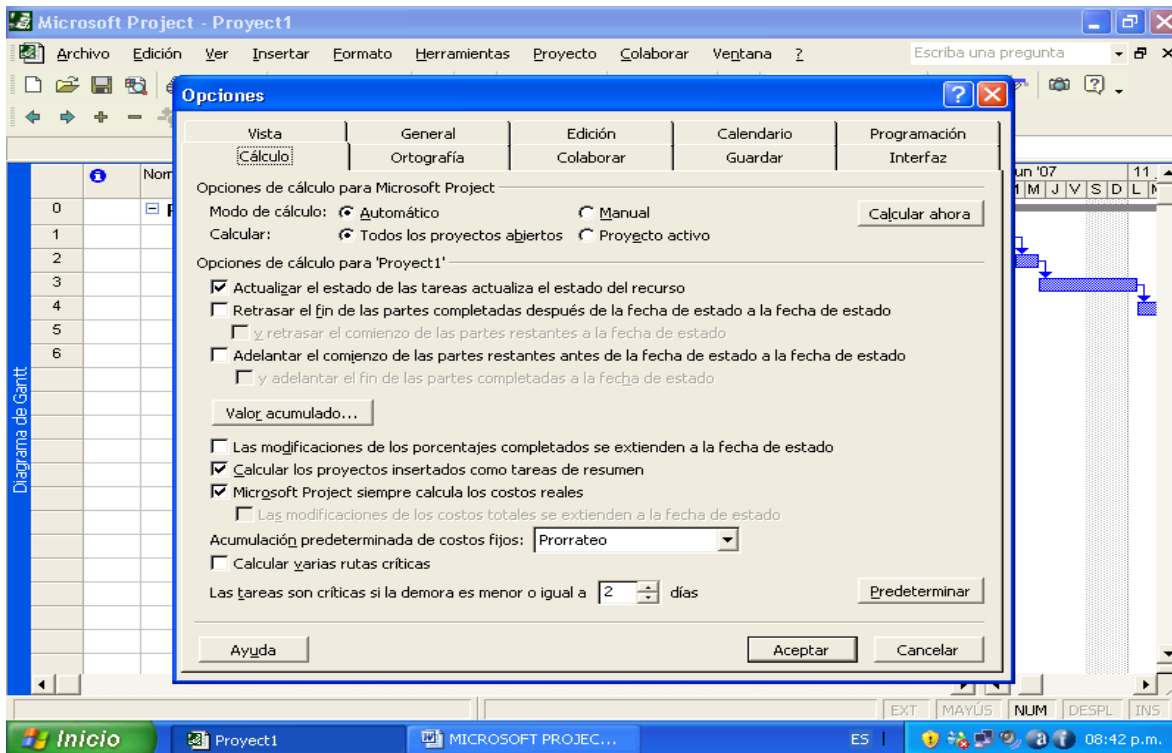 Microsoft Project - Proyect1
Archivo Edición Ver Insertar Formato Herramientas Proyecto Colaborar Ventana ? Escriba una pregunta
Opciones
Vista General Edición Calendario Programación
Cálculo Ortografía Colaborar Guardar Interfaz
Opciones de cálculo para Microsoft Project
Modo de cálculo: Automático Manual Calcular ahora
Calcular: Todos los proyectos abiertos Proyecto activo
Opciones de cálculo para 'Proyect1'
Actualizar el estado de las tareas actualiza el estado del recurso
Retrasar el fin de las partes completadas después de la fecha de estado a la fecha de estado
y retrasar el comienzo de las partes restantes a la fecha de estado
Adelantar el comienzo de las partes restantes antes de la fecha de estado a la fecha de estado
y adelantar el fin de las partes completadas a la fecha de estado
Valor acumulado...
Las modificaciones de los porcentajes completados se extienden a la fecha de estado
Calcular los proyectos insertados como tareas de resumen
Microsoft Project siempre calcula los costos reales
Las modificaciones de los costos totales se extienden a la fecha de estado
Acumulación predeterminada de costos fijos: Prorrateo
Calcular varias rutas críticas
Las tareas son críticas si la demora es menor o igual a 2 días Predeterminar
Ayuda Aceptar Cancelar
Nom
0
1
2
3
4
5
6
Diagrama de Gantt
un '07 11
M J V S D L
EXT MAYÚS NUM DESPL INS
Inicio Proyect1 MICROSOFT PROJEC... ES 08:42 p.m.